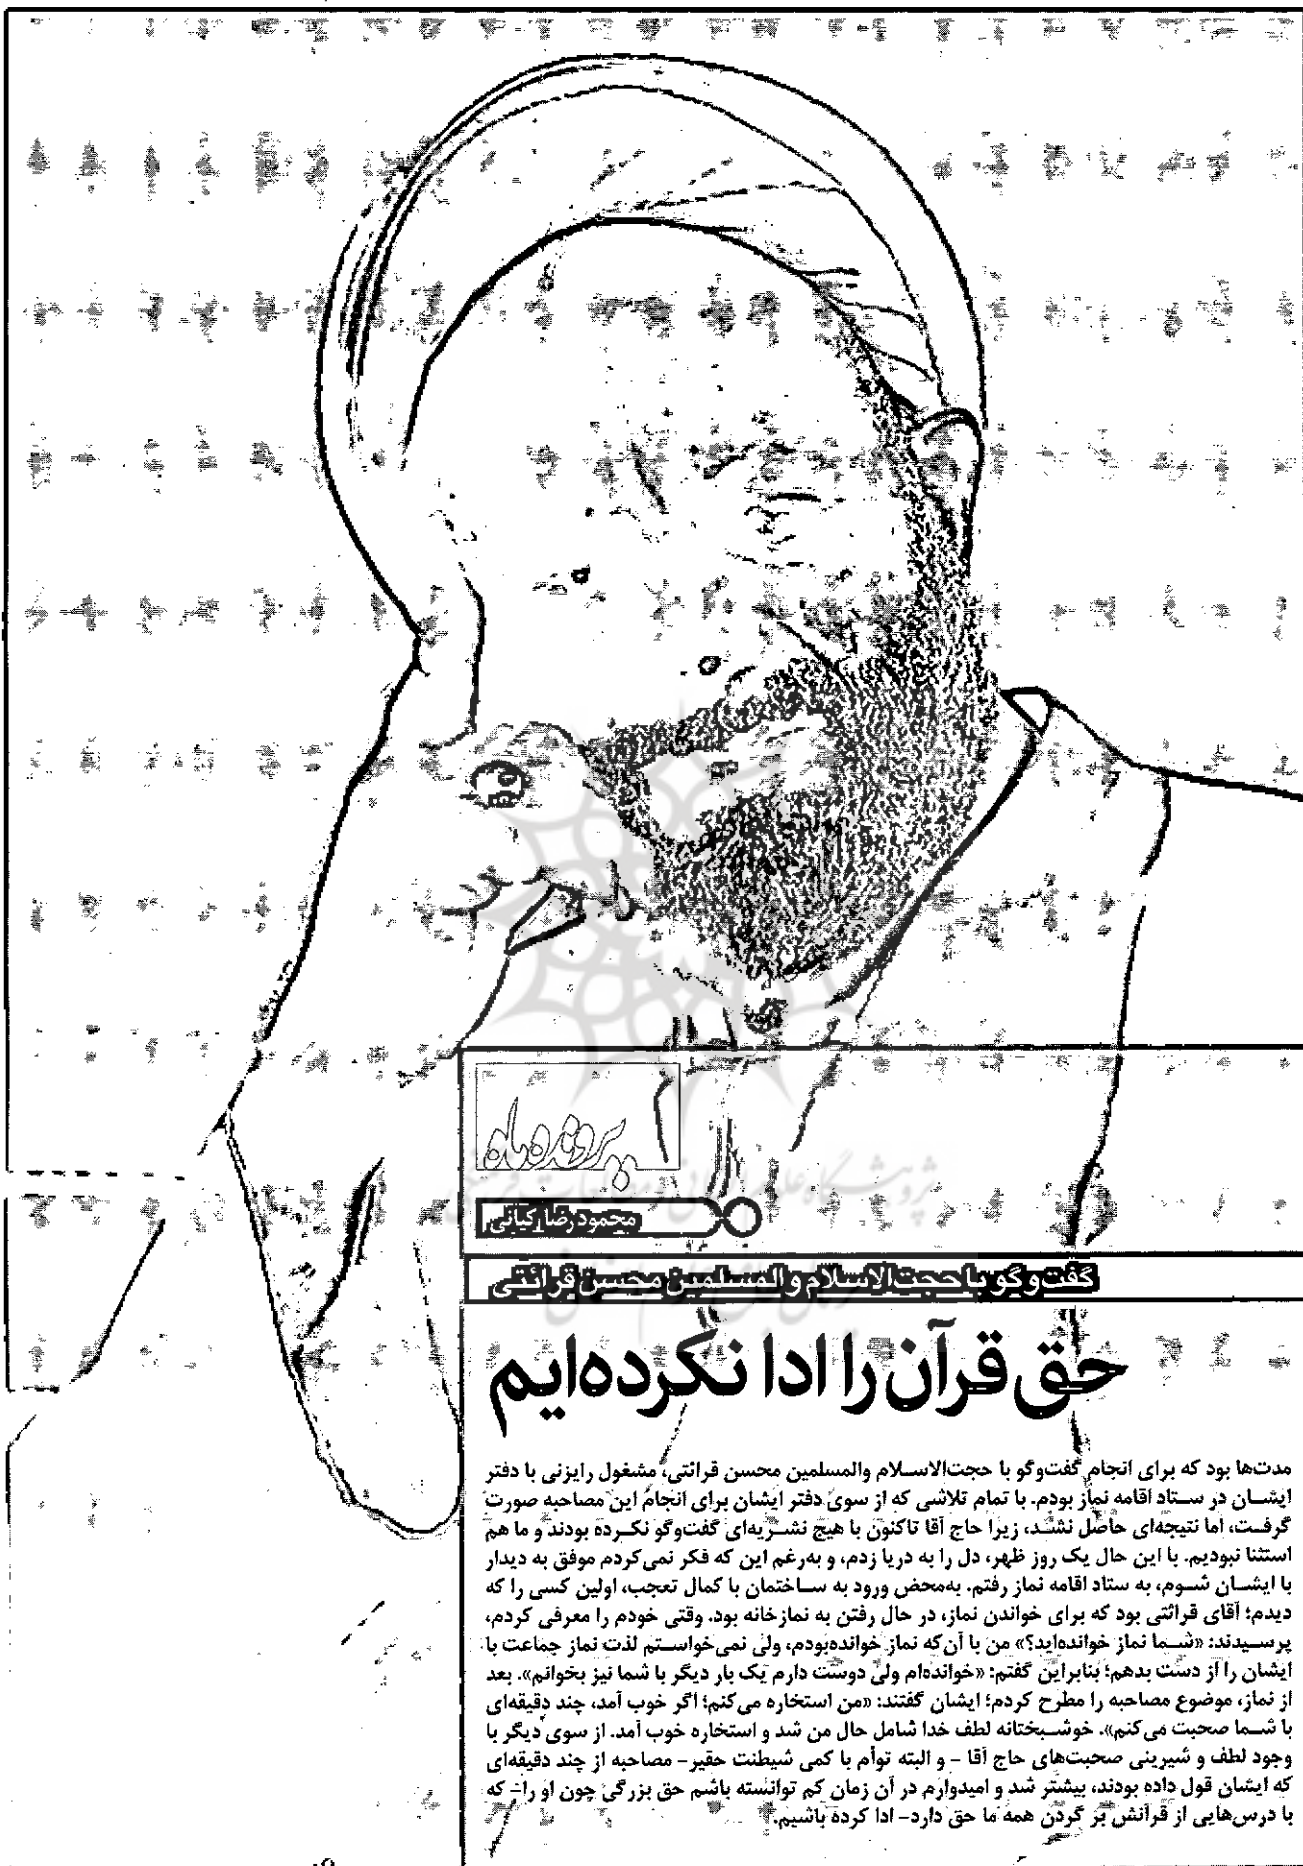 پرونده ماه
محمودرضا کیانی
گفت‌وگو با حجت‌الاسلام والمسلمین محسن قرائتی
حق قرآن را ادا نکرده‌ایم
مدت‌ها بود که برای انجام گفت‌وگو با حجت‌الاسلام والمسلمین محسن قرائتی، مشغول رایزنی با دفتر
ایشان در ستاد اقامه نماز بودم. با تمام تلاشی که از سوی دفتر ایشان برای انجام این مصاحبه صورت
گرفت، اما نتیجه‌ای حاصل نشد، زیرا حاج آقا تاکنون با هیچ نشریه‌ای گفت‌وگو نکرده بودند و ما هم
استثنا نبودیم. با این حال یک روز ظهر، دل را به دریا زدم، و به‌رغم این که فکر نمی‌کردم موفق به دیدار
با ایشان شوم، به ستاد اقامه نماز رفتم. به‌محض ورود به ساختمان با کمال تعجب، اولین کسی را که
دیدم؛ آقای قرائتی بود که برای خواندن نماز، در حال رفتن به نمازخانه بود. وقتی خودم را معرفی کردم،
پرسیدند: «شما نماز خوانده‌اید؟» من با آن‌که نماز خوانده‌بودم، ولی نمی‌خواستم لذت نماز جماعت با
ایشان را از دست بدهم؛ بنابراین گفتم: «خوانده‌ام ولی دوست دارم یک بار دیگر با شما نیز بخوانم». بعد
از نماز، موضوع مصاحبه را مطرح کردم؛ ایشان گفتند: «من استخاره می‌کنم؛ اگر خوب آمد، چند دقیقه‌ای
با شما صحبت می‌کنم». خوشبختانه لطف خدا شامل حال من شد و استخاره خوب آمد. از سوی دیگر با
وجود لطف و شیرینی صحبت‌های حاج آقا - و البته توأم با کمی شیطنت حقیر- مصاحبه از چند دقیقه‌ای
که ایشان قول داده بودند، بیشتر شد و امیدوارم در آن زمان کم توانسته باشم حق بزرگی چون او را- که
با درس‌هایی از قرآنش بر گردن همه ما حق دارد- ادا کرده باشیم.